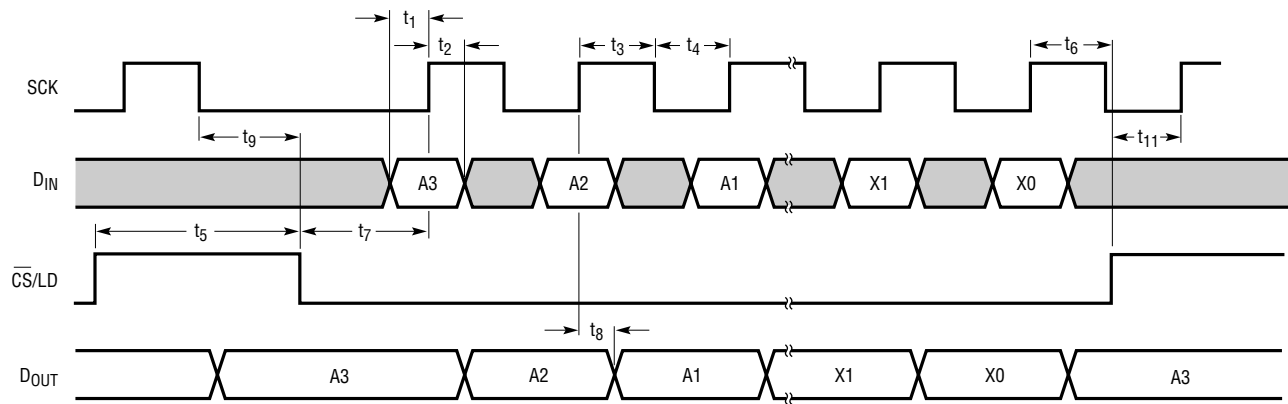 t1
t2
t3
t4
t6
SCK
t9
t11
DIN
A3
A2
A1
X1
X0
t5
t7
CS/LD
t8
DOUT
A3
A2
A1
X1
X0
A3